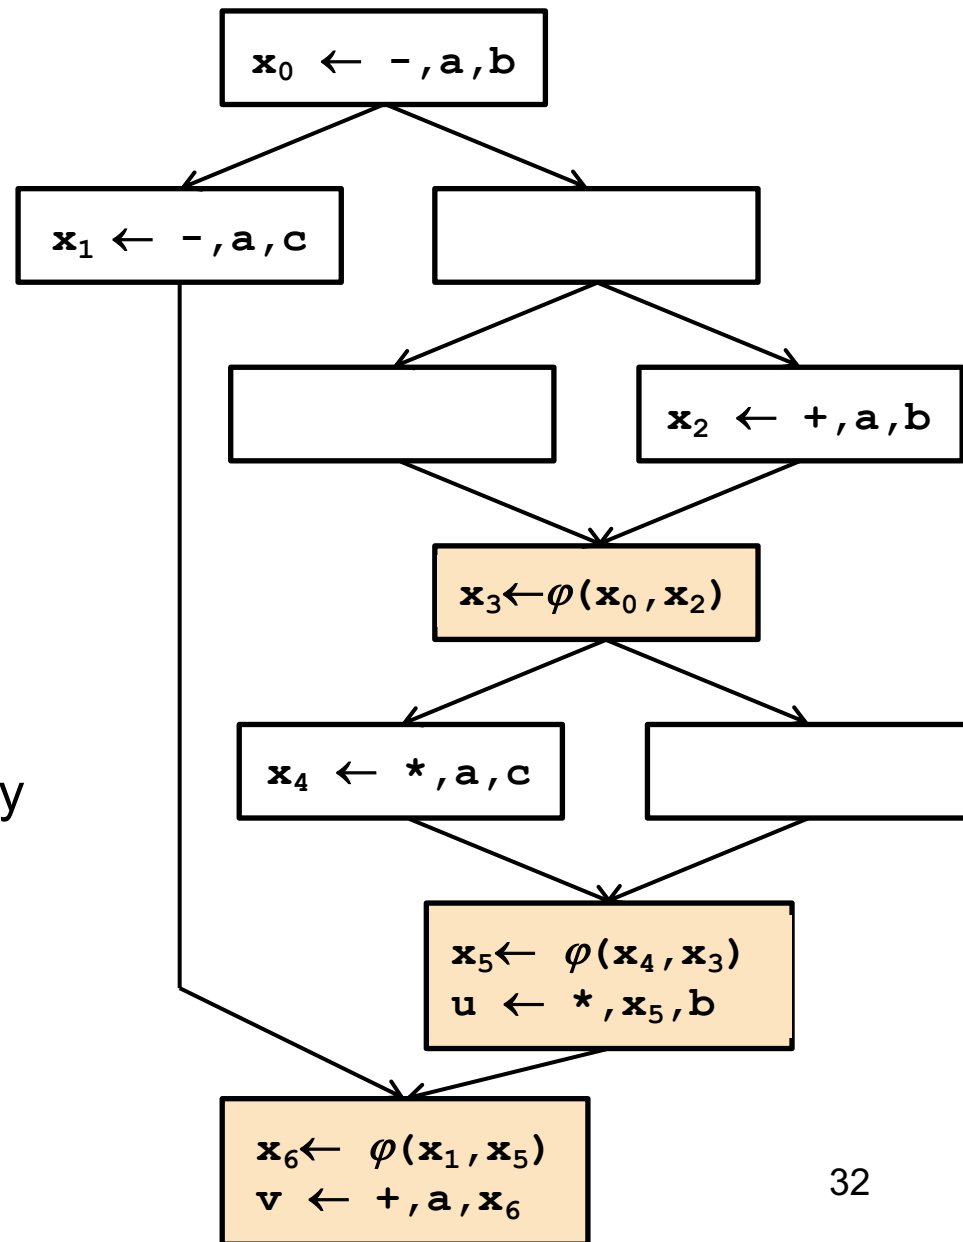 x₀ ← -,a,b
x₁ ← -,a,c
x₂ ← +,a,b
x₃←φ(x₀,x₂)
x₄ ← *,a,c
y
x₅← φ(x₄,x₃)
u ← *,x₅,b
x₆← φ(x₁,x₅)
v ← +,a,x₆
32